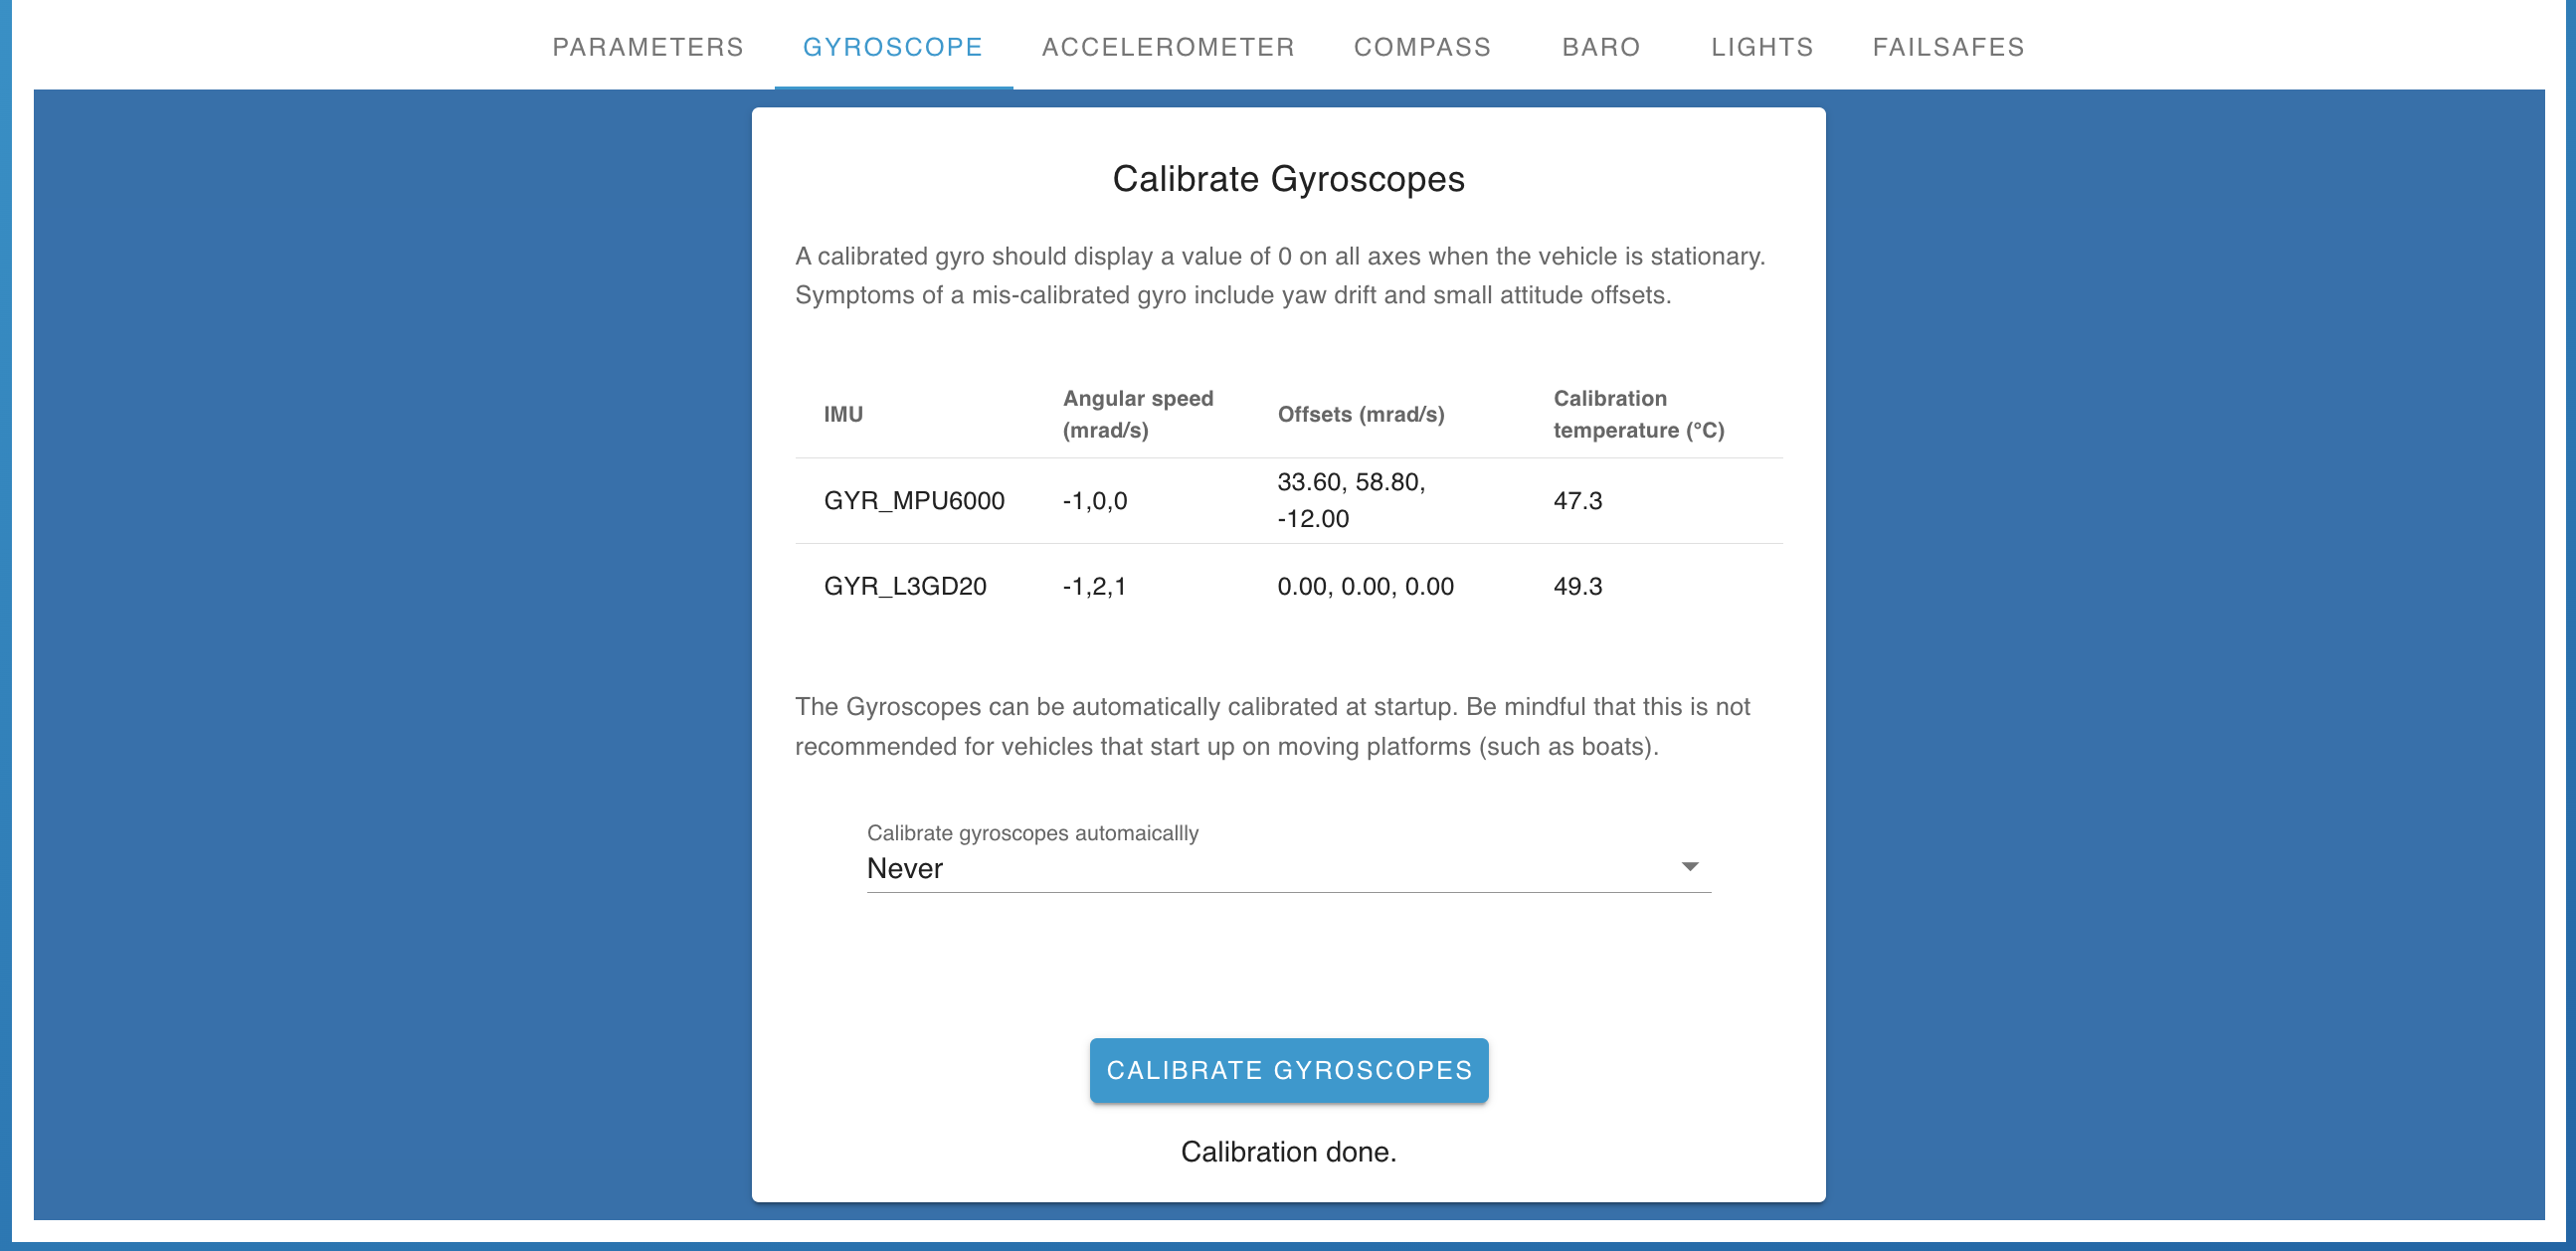 PARAMETERS GYROSCOPE ACCELEROMETER COMPASS BARO LIGHTS FAILSAFES
Calibrate Gyroscopes
A calibrated gyro should display a value of 0 on all axes when the vehicle is stationary.
Symptoms of a mis-calibrated gyro include yaw drift and small attitude offsets.
IMU Angular speed (mrad/s) Offsets (mrad/s) Calibration temperature (°C)
GYR_MPU6000 -1,0,0 33.60, 58.80, -12.00 47.3
GYR_L3GD20 -1,2,1 0.00, 0.00, 0.00 49.3
The Gyroscopes can be automatically calibrated at startup. Be mindful that this is not
recommended for vehicles that start up on moving platforms (such as boats).
Calibrate gyroscopes automaicallly
Never
CALIBRATE GYROSCOPES
Calibration done.